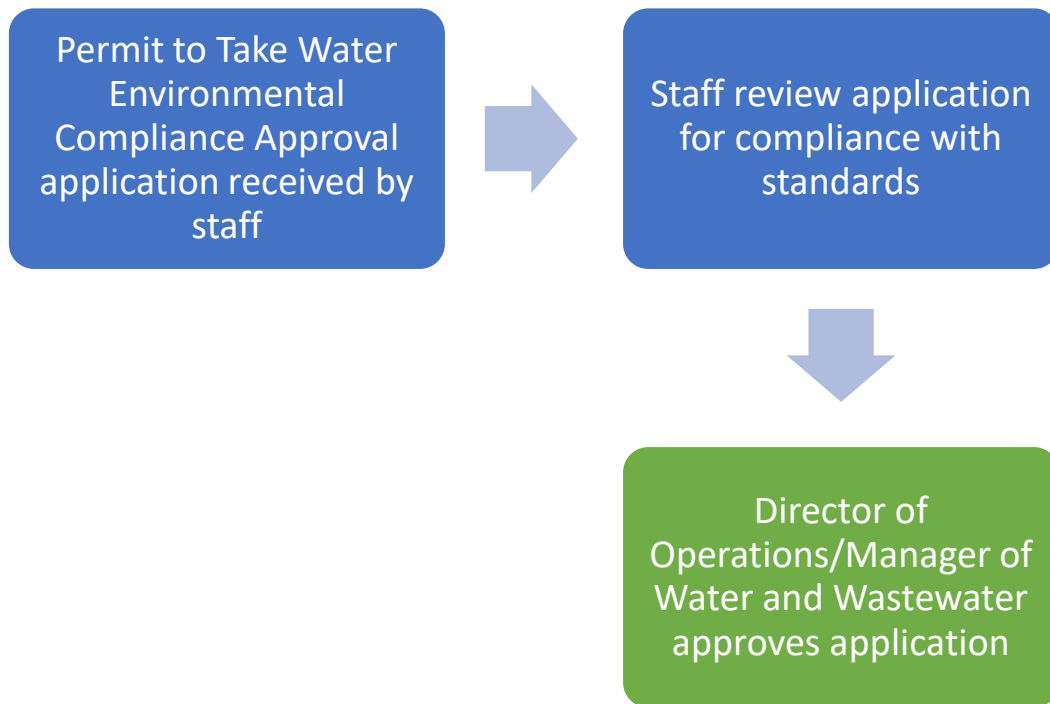 Permit to Take Water
Environmental
Compliance Approval
application received by
staff
Staff review application
for compliance with
standards
Director of
Operations/Manager of
Water and Wastewater
approves application